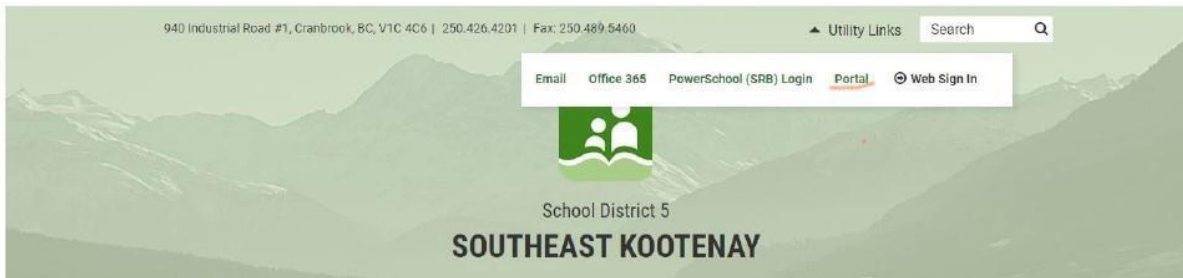 940 Industrial Road #1, Cranbrook, BC, V1C 4C6 | 250.426.4201 | Fax: 250.489.5460 Utility Links Search
Email Office 365 PowerSchool (SRB) Login Portal Web Sign In
School District 5
SOUTHEAST KOOTENAY